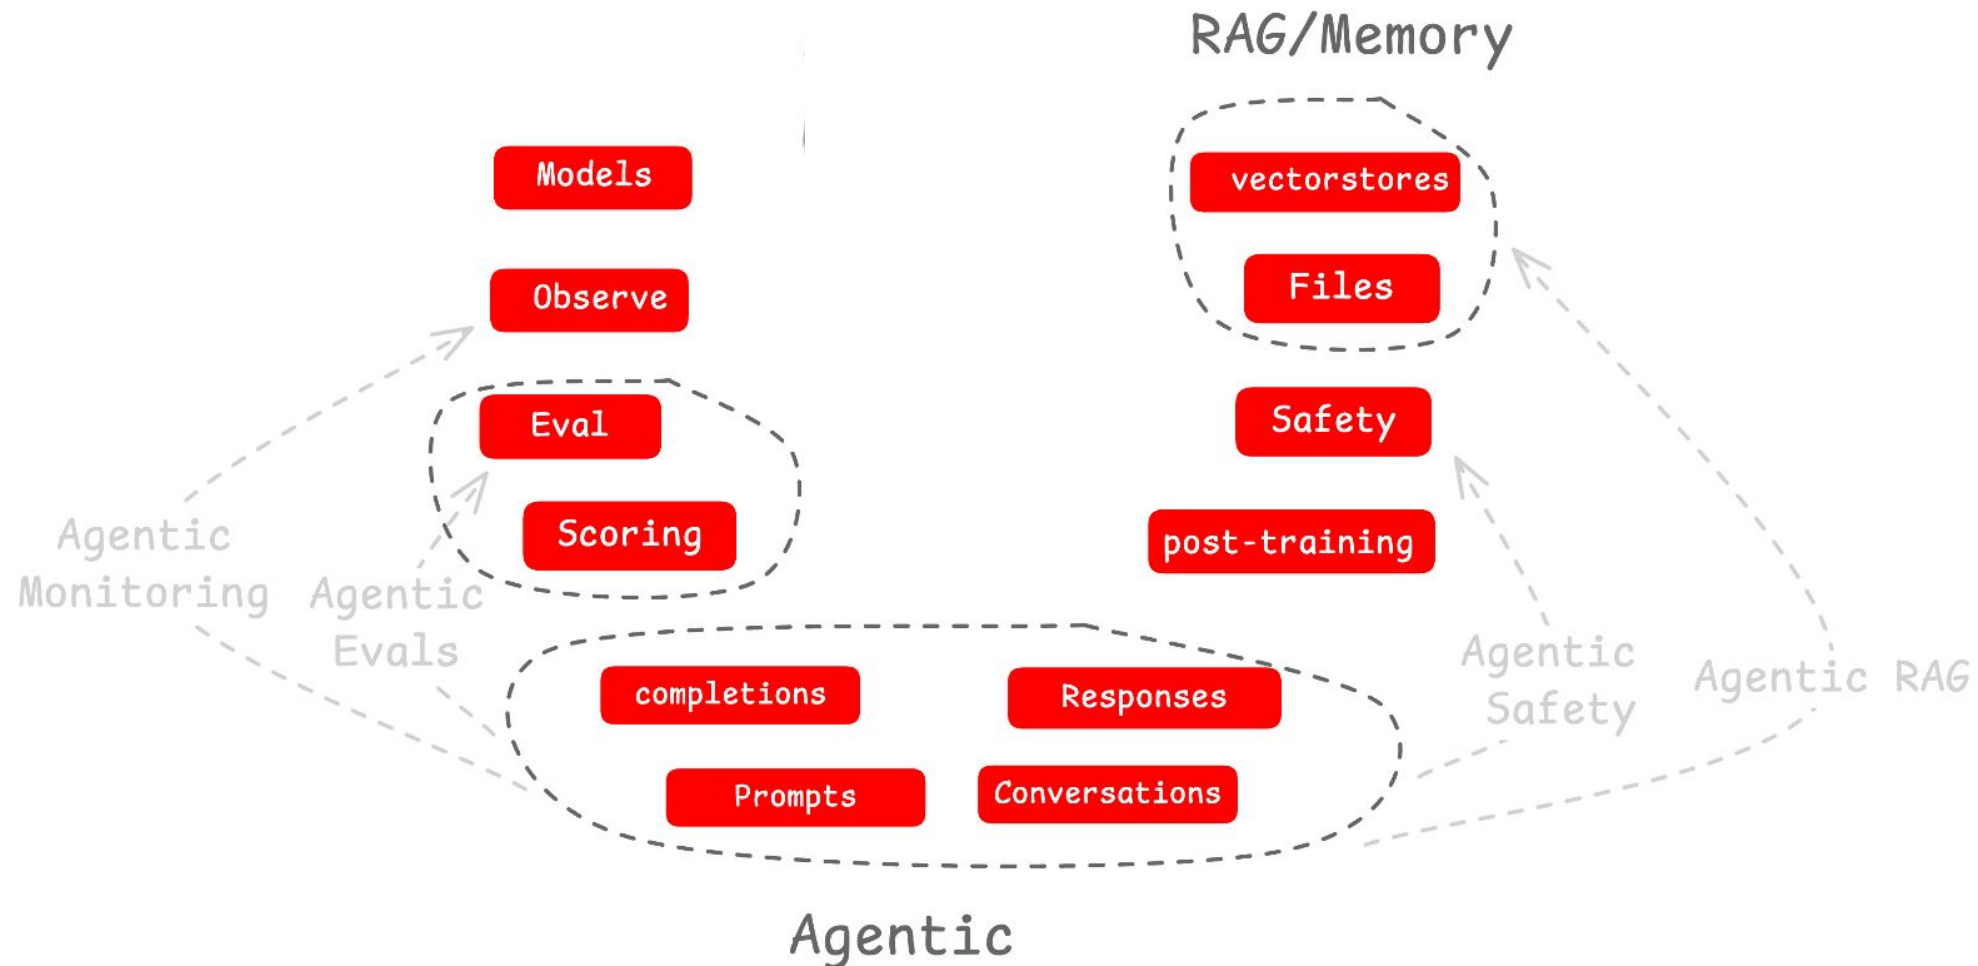 RAG/Memory
Models
vectorstores
Observe
Files
Eval
Safety
Scoring
post-training
Agentic
Monitoring
Agentic
Evals
Agentic
Safety
Agentic RAG
completions
Responses
Prompts
Conversations
Agentic